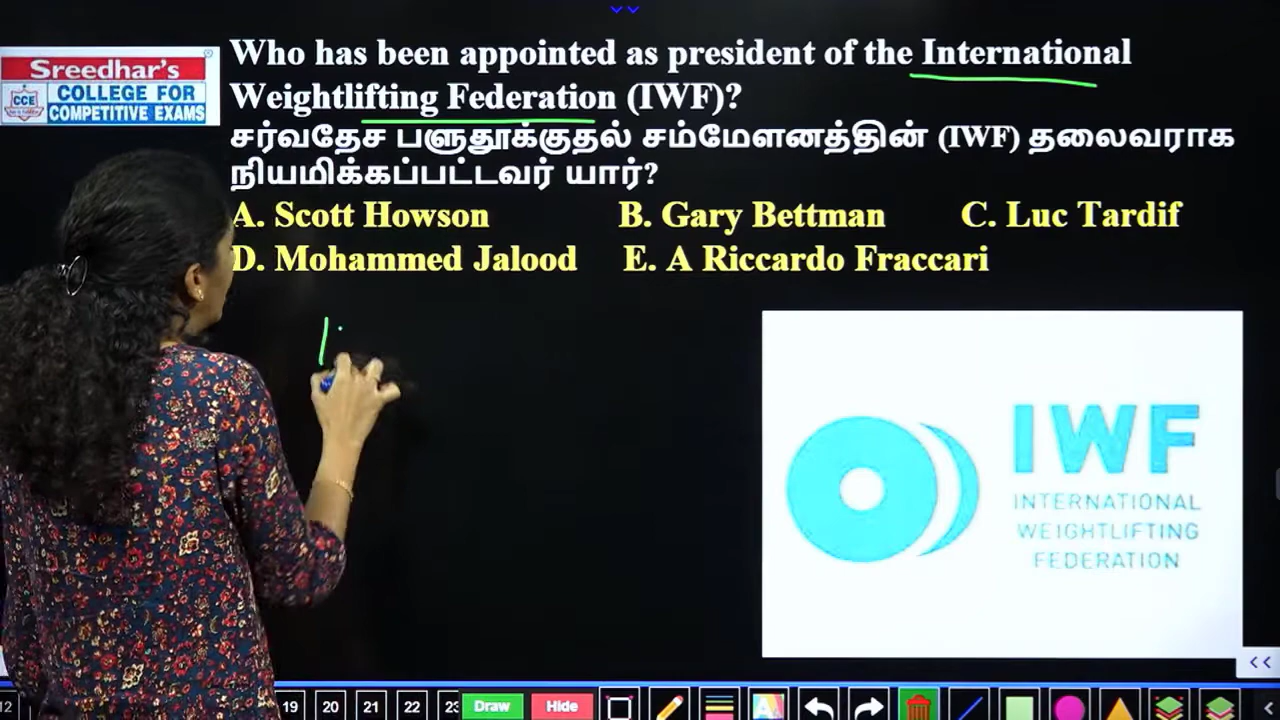 Sreedhar's
CCE
COLLEGE FOR
COMPETITIVE EXAMS
Who has been appointed as president of the International
Weightlifting Federation (IWF)?
சர்வதேச பளுதூக்குதல் சம்மேளனத்தின் (IWF) தலைவராக
நியமிக்கப்பட்டவர் யார்?
A. Scott Howson B. Gary Bettman C. Luc Tardif
D. Mohammed Jalood E. A Riccardo Fraccari
IWF
INTERNATIONAL
WEIGHTLIFTING
FEDERATION
<<
12 19 20 21 22 23 Draw Hide A <